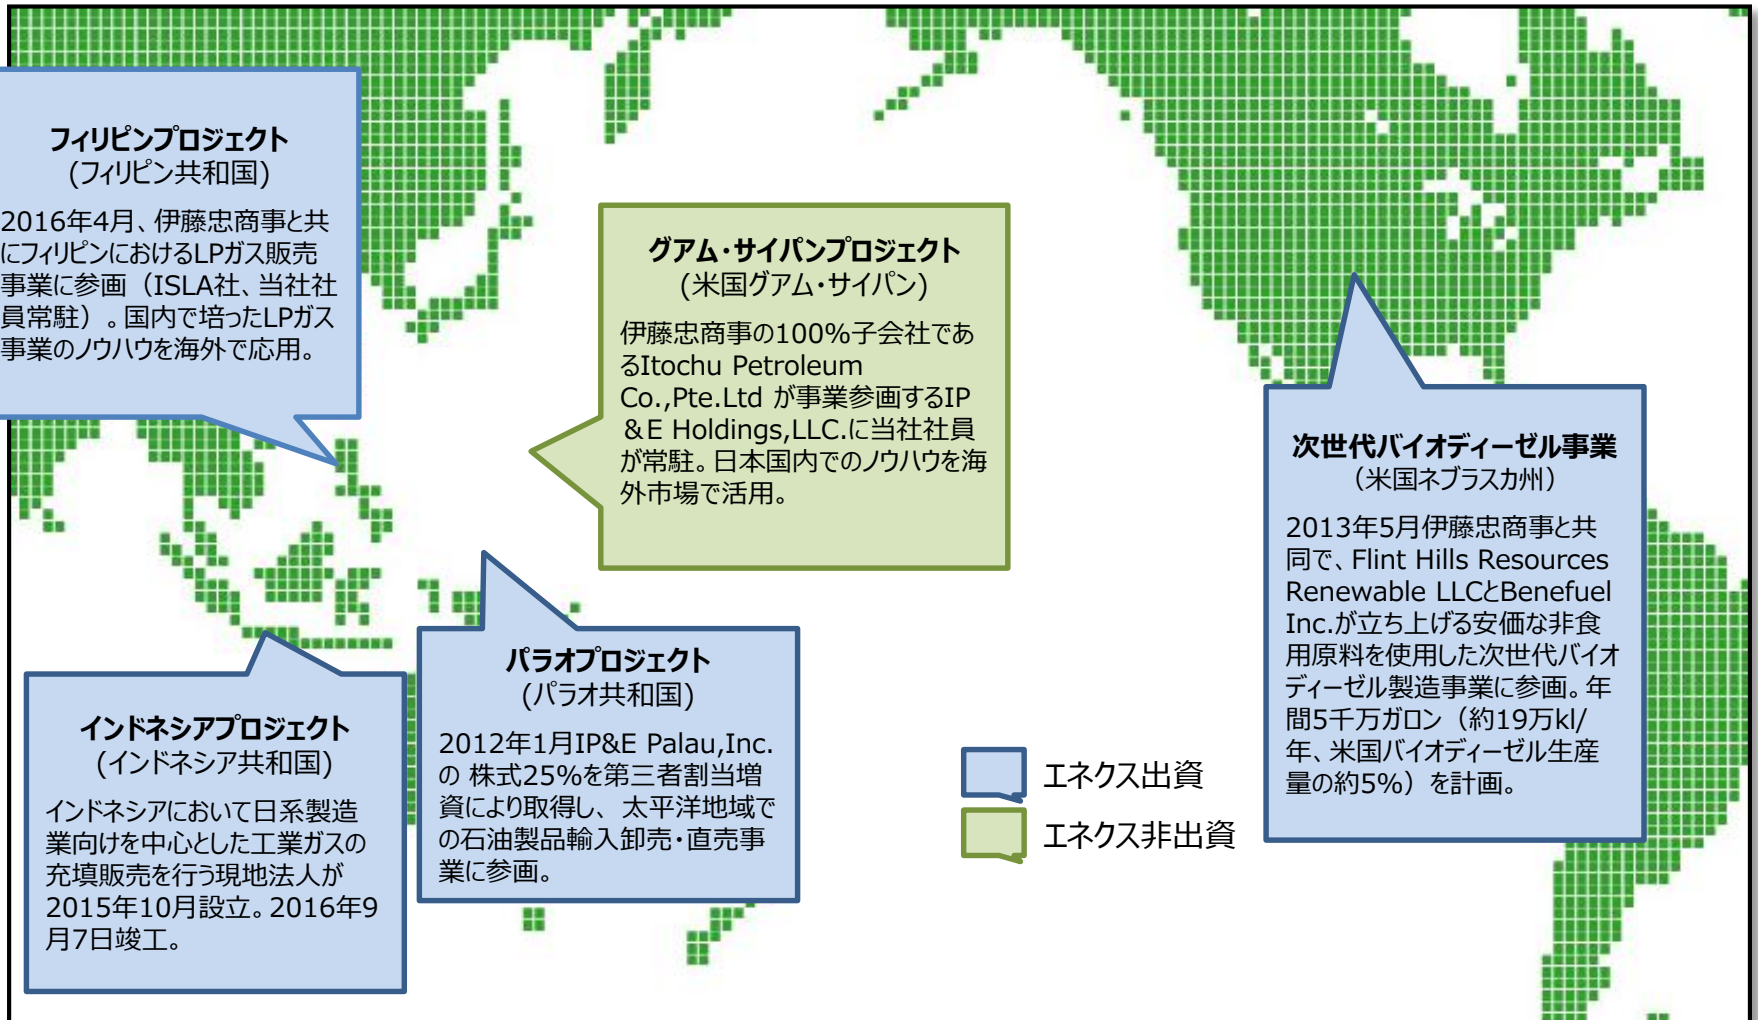 フィリピンプロジェクト
(フィリピン共和国)
2016年4月、伊藤忠商事と共
にフィリピンにおけるLPガス販売
事業に参画（ISLA社、当社社
員常駐）。国内で培ったLPガス
事業のノウハウを海外で応用。
グアム・サイパンプロジェクト
(米国グアム・サイパン)
伊藤忠商事の100%子会社であ
るItochu Petroleum
Co.,Pte.Ltd が事業参画するIP
＆E Holdings,LLC.に当社社員
が常駐。日本国内でのノウハウを海
外市場で活用。
次世代バイオディーゼル事業
（米国ネブラスカ州）
2013年5月伊藤忠商事と共
同で、Flint Hills Resources
Renewable LLCとBenefuel
Inc.が立ち上げる安価な非食
用原料を使用した次世代バイオ
ディーゼル製造事業に参画。年
間5千万ガロン（約19万kl/
年、米国バイオディーゼル生産
量の約5%）を計画。
インドネシアプロジェクト
(インドネシア共和国)
インドネシアにおいて日系製造
業向けを中心とした工業ガスの
充填販売を行う現地法人が
2015年10月設立。2016年9
月7日竣工。
パラオプロジェクト
(パラオ共和国)
2012年1月IP&E Palau,Inc.
の 株式25%を第三者割当増
資により取得し、太平洋地域で
の石油製品輸入卸売・直売事
業に参画。
エネクス出資
エネクス非出資